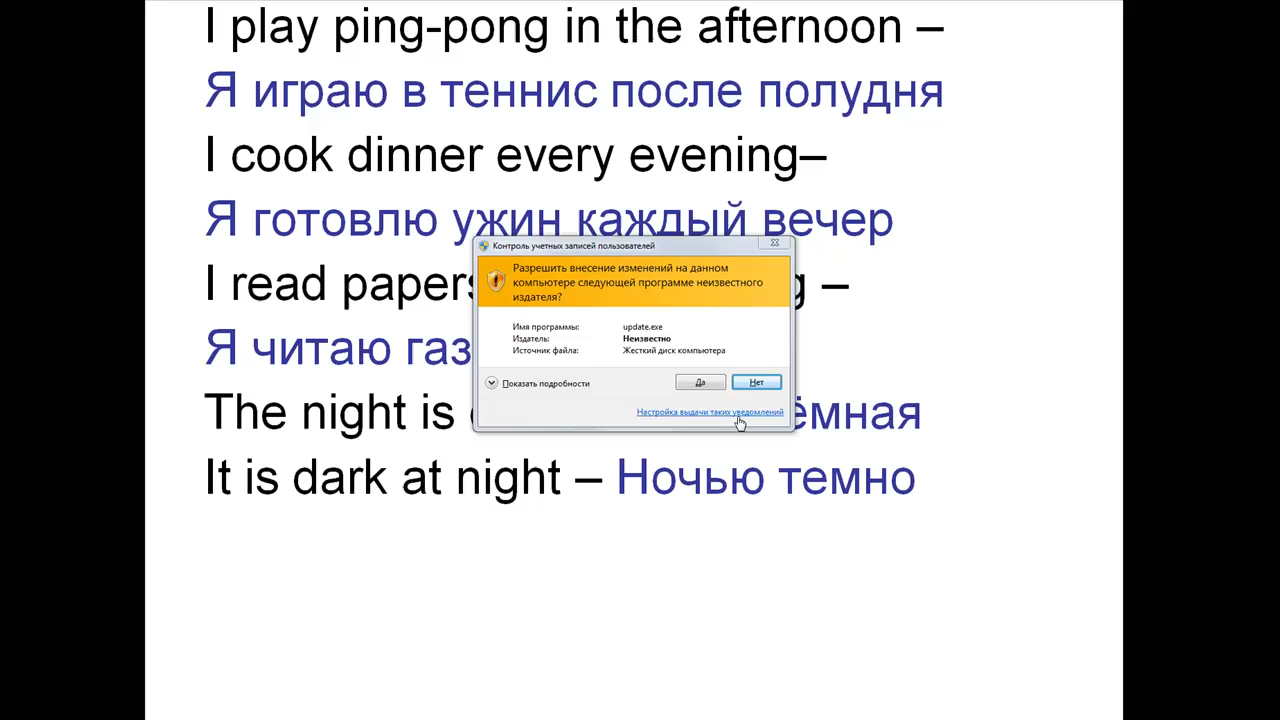 I play ping-pong in the afternoon –
Я играю в теннис после полудня
I cook dinner every evening–
Я готовлю ужин каждый вечер
Контроль учетных записей пользователей
I read papers –
Разрешить внесение изменений на данном
компьютере следующей программе неизвестного
издателя?
Имя программы: update.exe
Издатель: Неизвестно
Источник файла: Жесткий диск компьютера
Я читаю
Показать подробности Да Нет
Настройка выдачи таких уведомлений
The night is
It is dark at night – Ночью темно